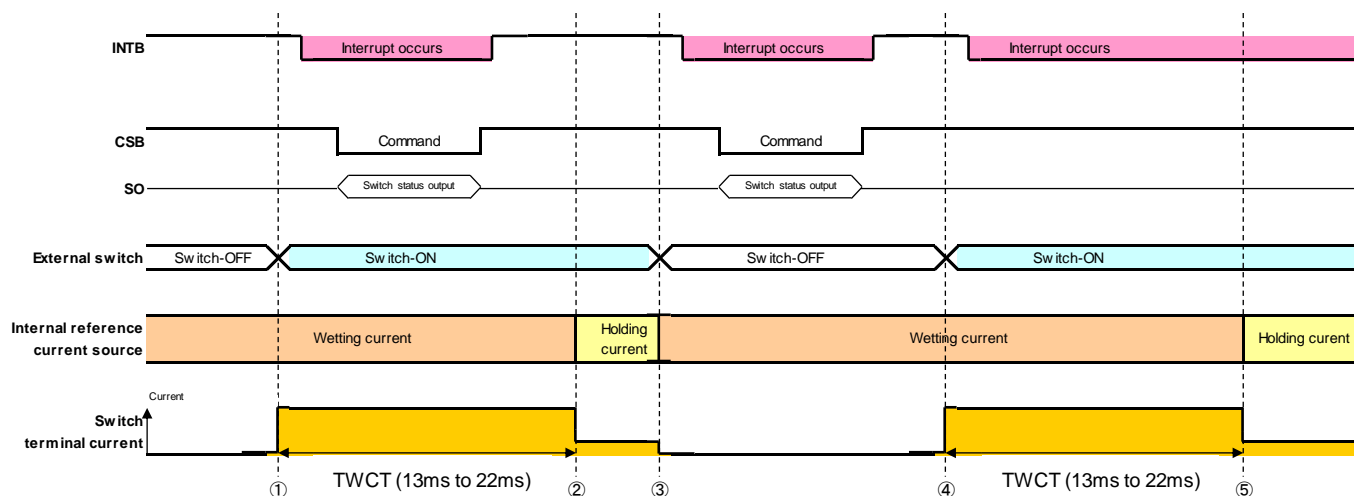 INTB
Interrupt occurs
Interrupt occurs
Interrupt occurs
CSB
Command
Command
SO
Switch status output
Switch status output
External switch
Switch-OFF
Switch-ON
Switch-OFF
Switch-ON
Internal reference
current source
Wetting current
Holding
current
Wetting current
Holding curent
Current
Switch
terminal current
① TWCT (13ms to 22ms) ② ③ ④ TWCT (13ms to 22ms) ⑤